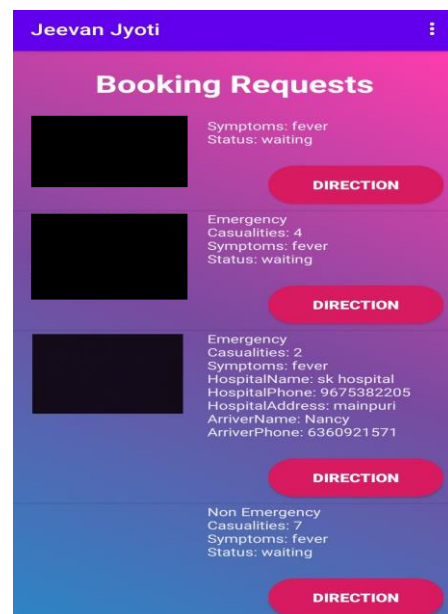 Jeevan Jyoti
Booking Requests
Symptoms: fever
Status: waiting
DIRECTION
Emergency
Casualities: 4
Symptoms: fever
Status: waiting
DIRECTION
Emergency
Casualities: 2
Symptoms: fever
HospitalName: sk hospital
HospitalPhone: 9675382205
HospitalAddress: mainpuri
ArriverName: Nancy
ArriverPhone: 6360921571
DIRECTION
Non Emergency
Casualities: 7
Symptoms: fever
Status: waiting
DIRECTION